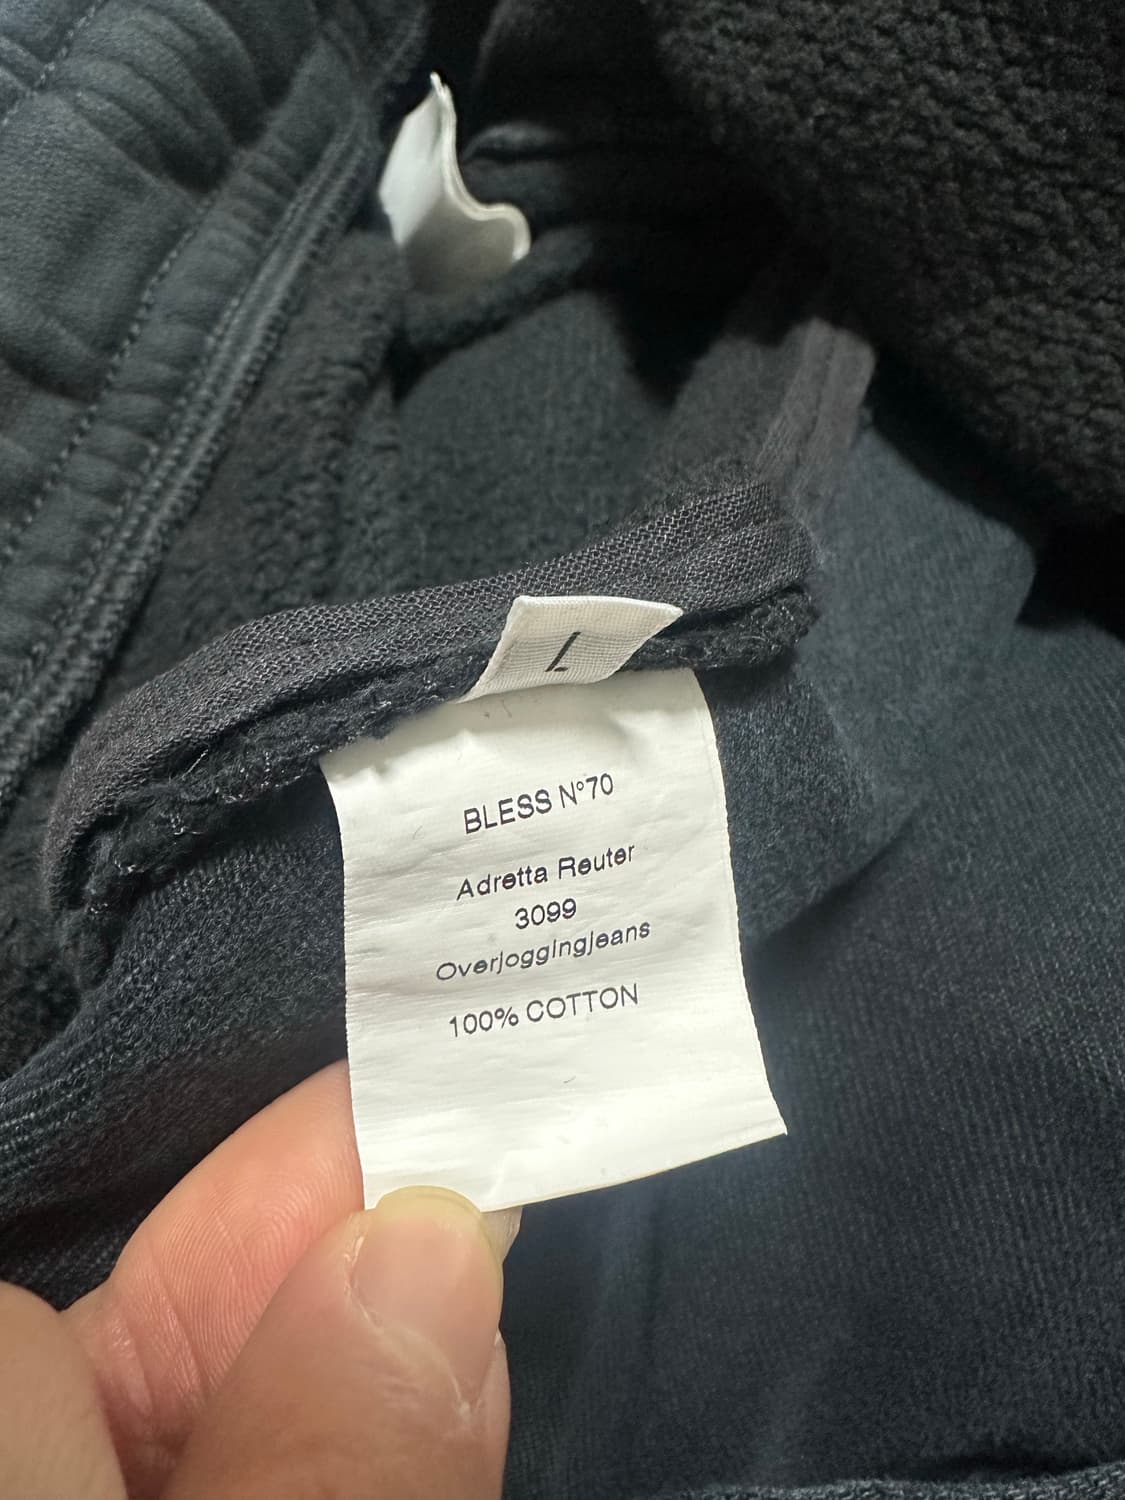 L
BLESS N°70
Adretta Reuter
3099
Overjoggingjeans
100% COTTON